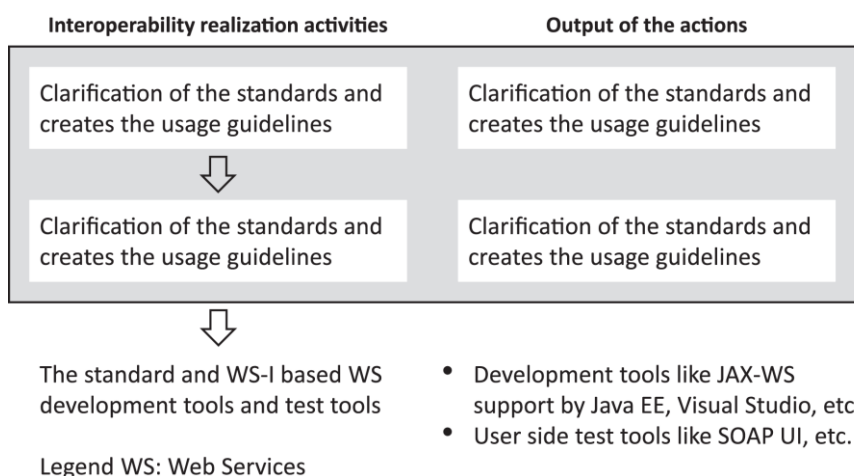 Interoperability realization activities
Output of the actions
Clarification of the standards and
creates the usage guidelines
Clarification of the standards and
creates the usage guidelines
Clarification of the standards and
creates the usage guidelines
Clarification of the standards and
creates the usage guidelines
The standard and WS-I based WS
development tools and test tools
• Development tools like JAX-WS
support by Java EE, Visual Studio, etc
• User side test tools like SOAP UI, etc.
Legend WS: Web Services